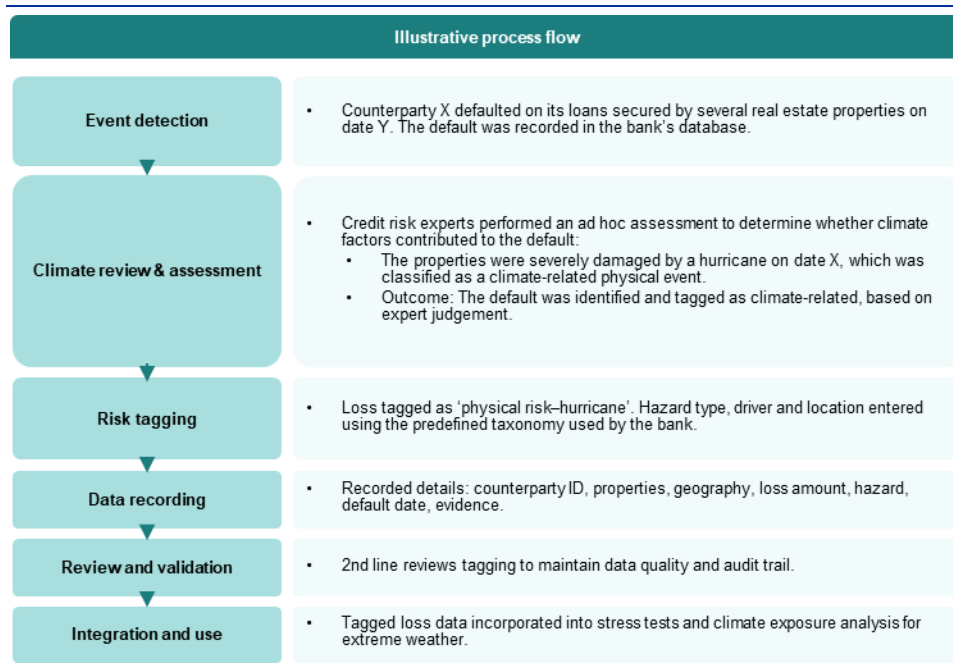 Illustrative process flow
Event detection
• Counterparty X defaulted on its loans secured by several real estate properties on
date Y. The default was recorded in the bank's database.
Climate review & assessment
• Credit risk experts performed an ad hoc assessment to determine whether climate
factors contributed to the default:
• The properties were severely damaged by a hurricane on date X, which was
classified as a climate-related physical event.
• Outcome: The default was identified and tagged as climate-related, based on
expert judgement.
Risk tagging
• Loss tagged as 'physical risk–hurricane'. Hazard type, driver and location entered
using the predefined taxonomy used by the bank.
Data recording
• Recorded details: counterparty ID, properties, geography, loss amount, hazard,
default date, evidence.
Review and validation
• 2nd line reviews tagging to maintain data quality and audit trail.
Integration and use
• Tagged loss data incorporated into stress tests and climate exposure analysis for
extreme weather.